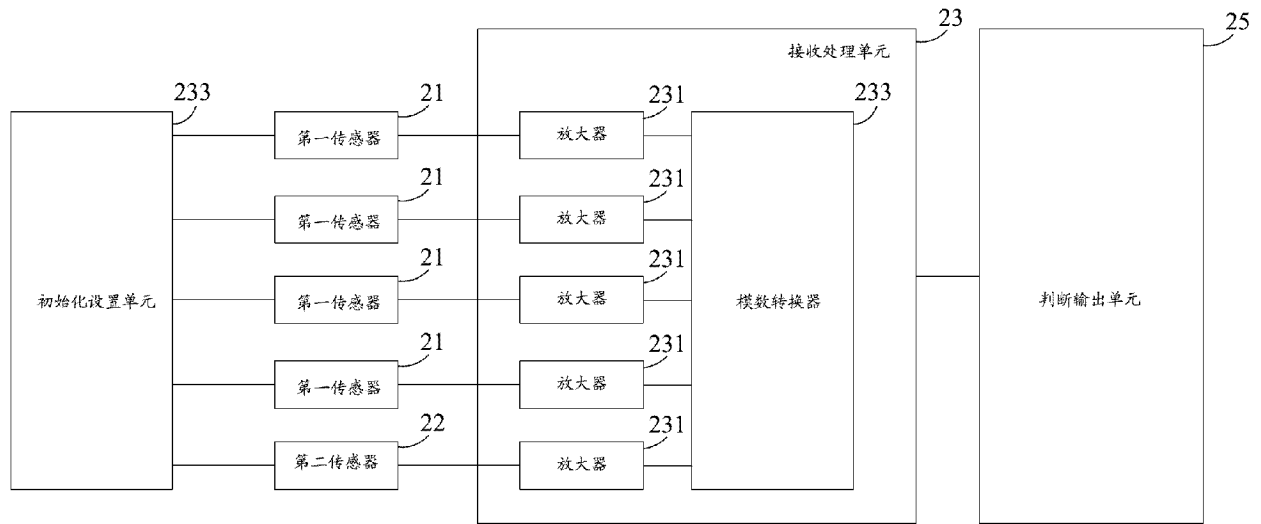 23
25
接收处理单元
233
21
231
233
第一传感器
放大器
21
231
第一传感器
放大器
21
231
第一传感器
放大器
初始化设置单元
模数转换器
判断输出单元
21
231
第一传感器
放大器
22
231
第二传感器
放大器